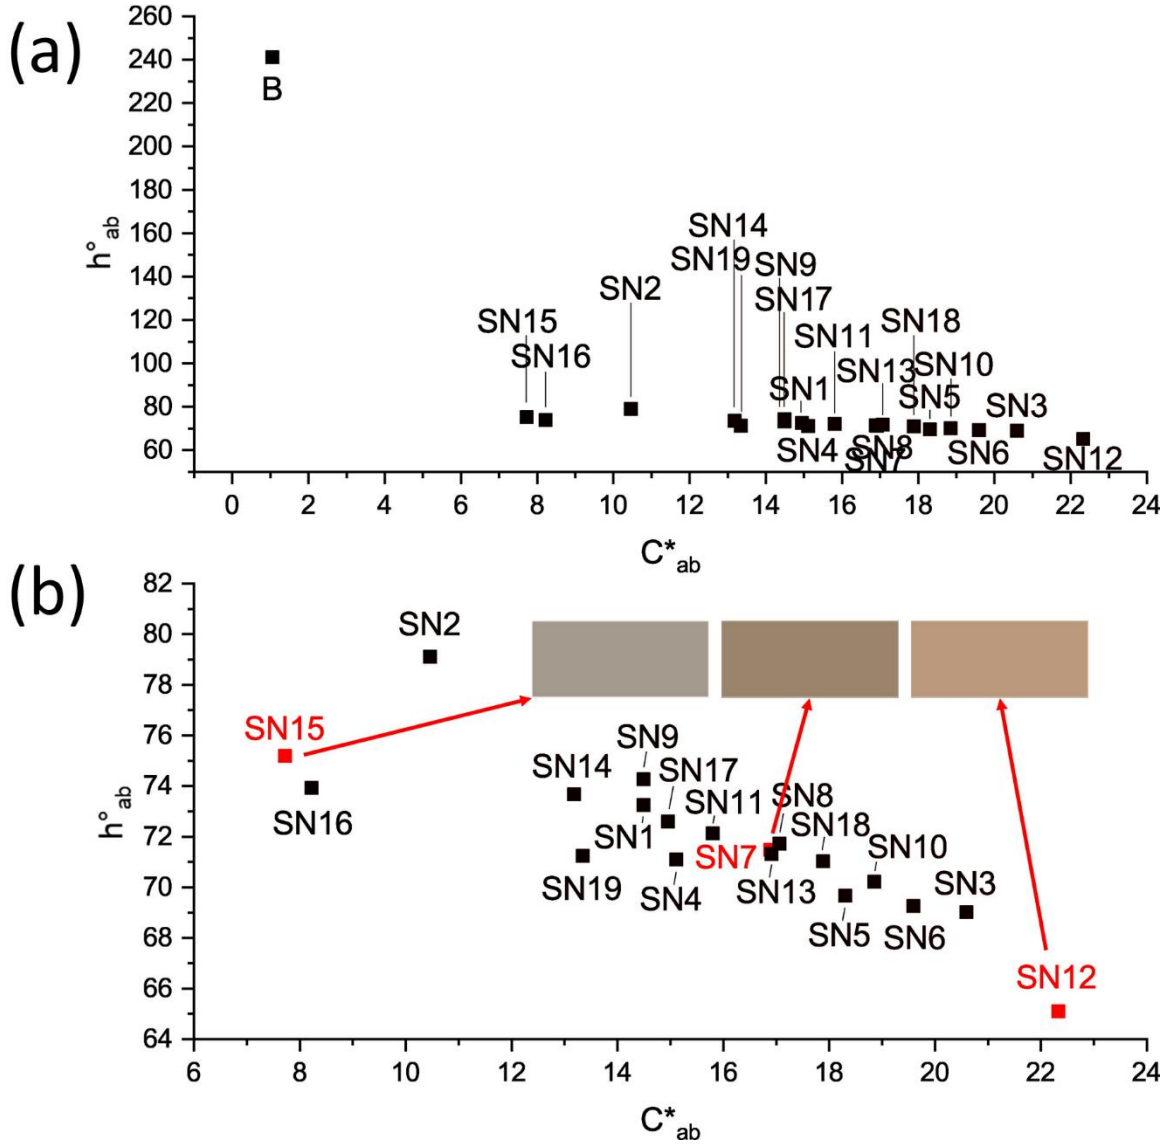 (a)
260
240
220
200
180
160
140
120
100
80
60
h°ab
B
SN14
SN19
SN9
SN2
SN17
SN15
SN18
SN11
SN16
SN10
SN13
SN1
SN5
SN3
SN4
SN8
SN7
SN6
SN12
0 2 4 6 8 10 12 14 16 18 20 22 24
C*ab
(b)
82
80
78
76
74
72
70
68
66
64
h°ab
SN2
SN15
SN9
SN14
SN17
SN8
SN16
SN11
SN18
SN1
SN7
SN10
SN19
SN4
SN13
SN3
SN5
SN6
SN12
6 8 10 12 14 16 18 20 22 24
C*ab